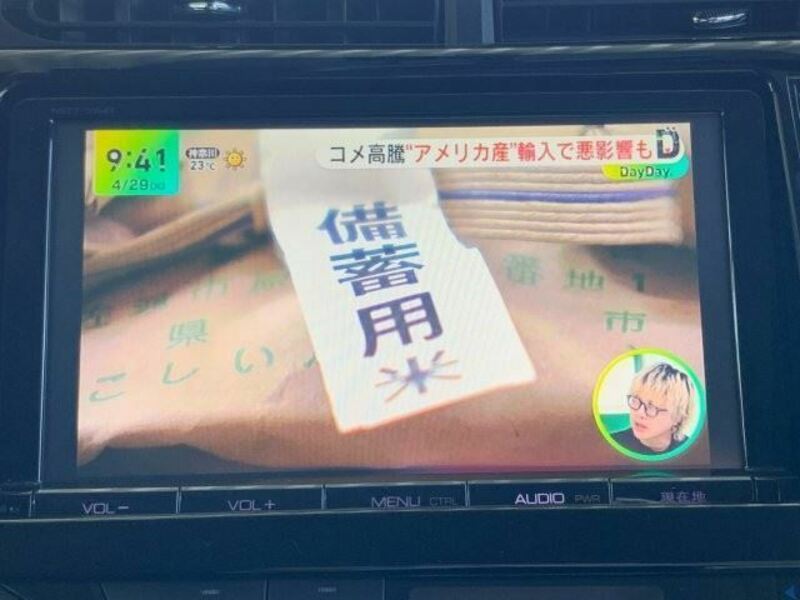 9:41
神奈川
23℃
4/29
コメ高騰"アメリカ産"輸入で悪影響も
D
DayDay.
備蓄用米
番地1
市
県
こしい
VOL−
VOL+
MENU CTRL
AUDIO PWR
現在地